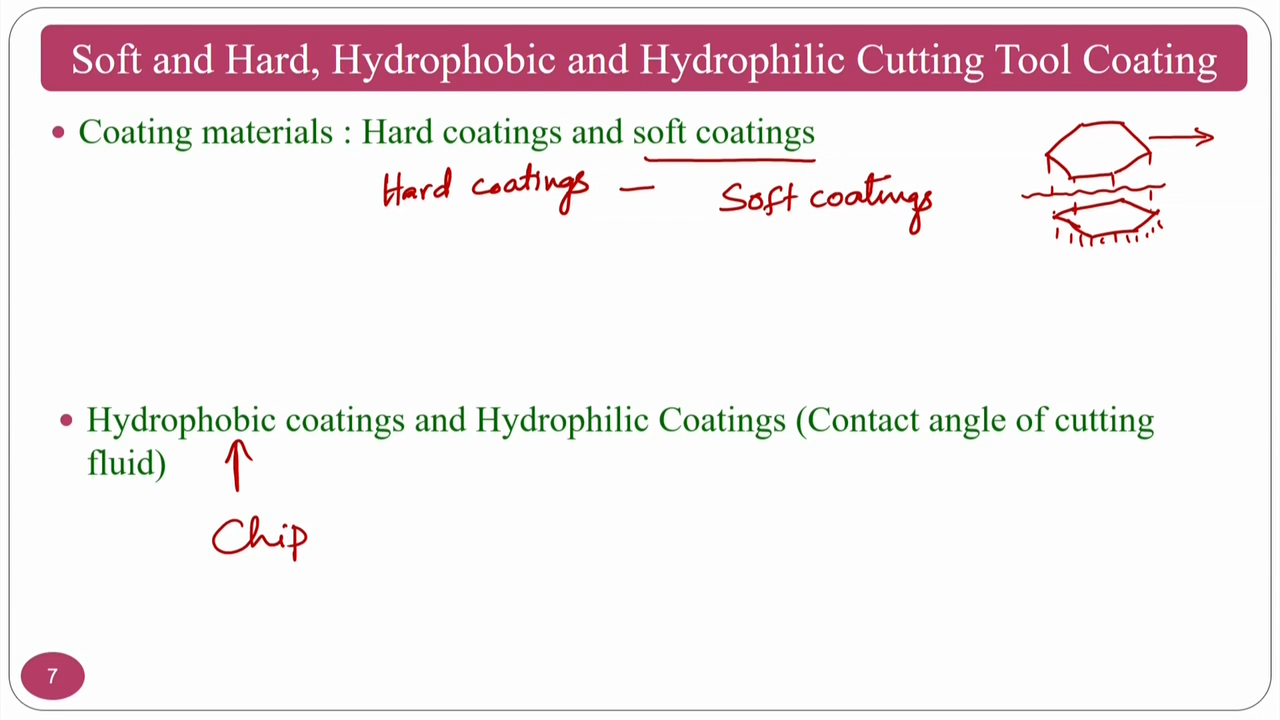 Soft and Hard, Hydrophobic and Hydrophilic Cutting Tool Coating
• Coating materials : Hard coatings and soft coatings
Hard coatings — Soft coatings
• Hydrophobic coatings and Hydrophilic Coatings (Contact angle of cutting
fluid)
Chip
7